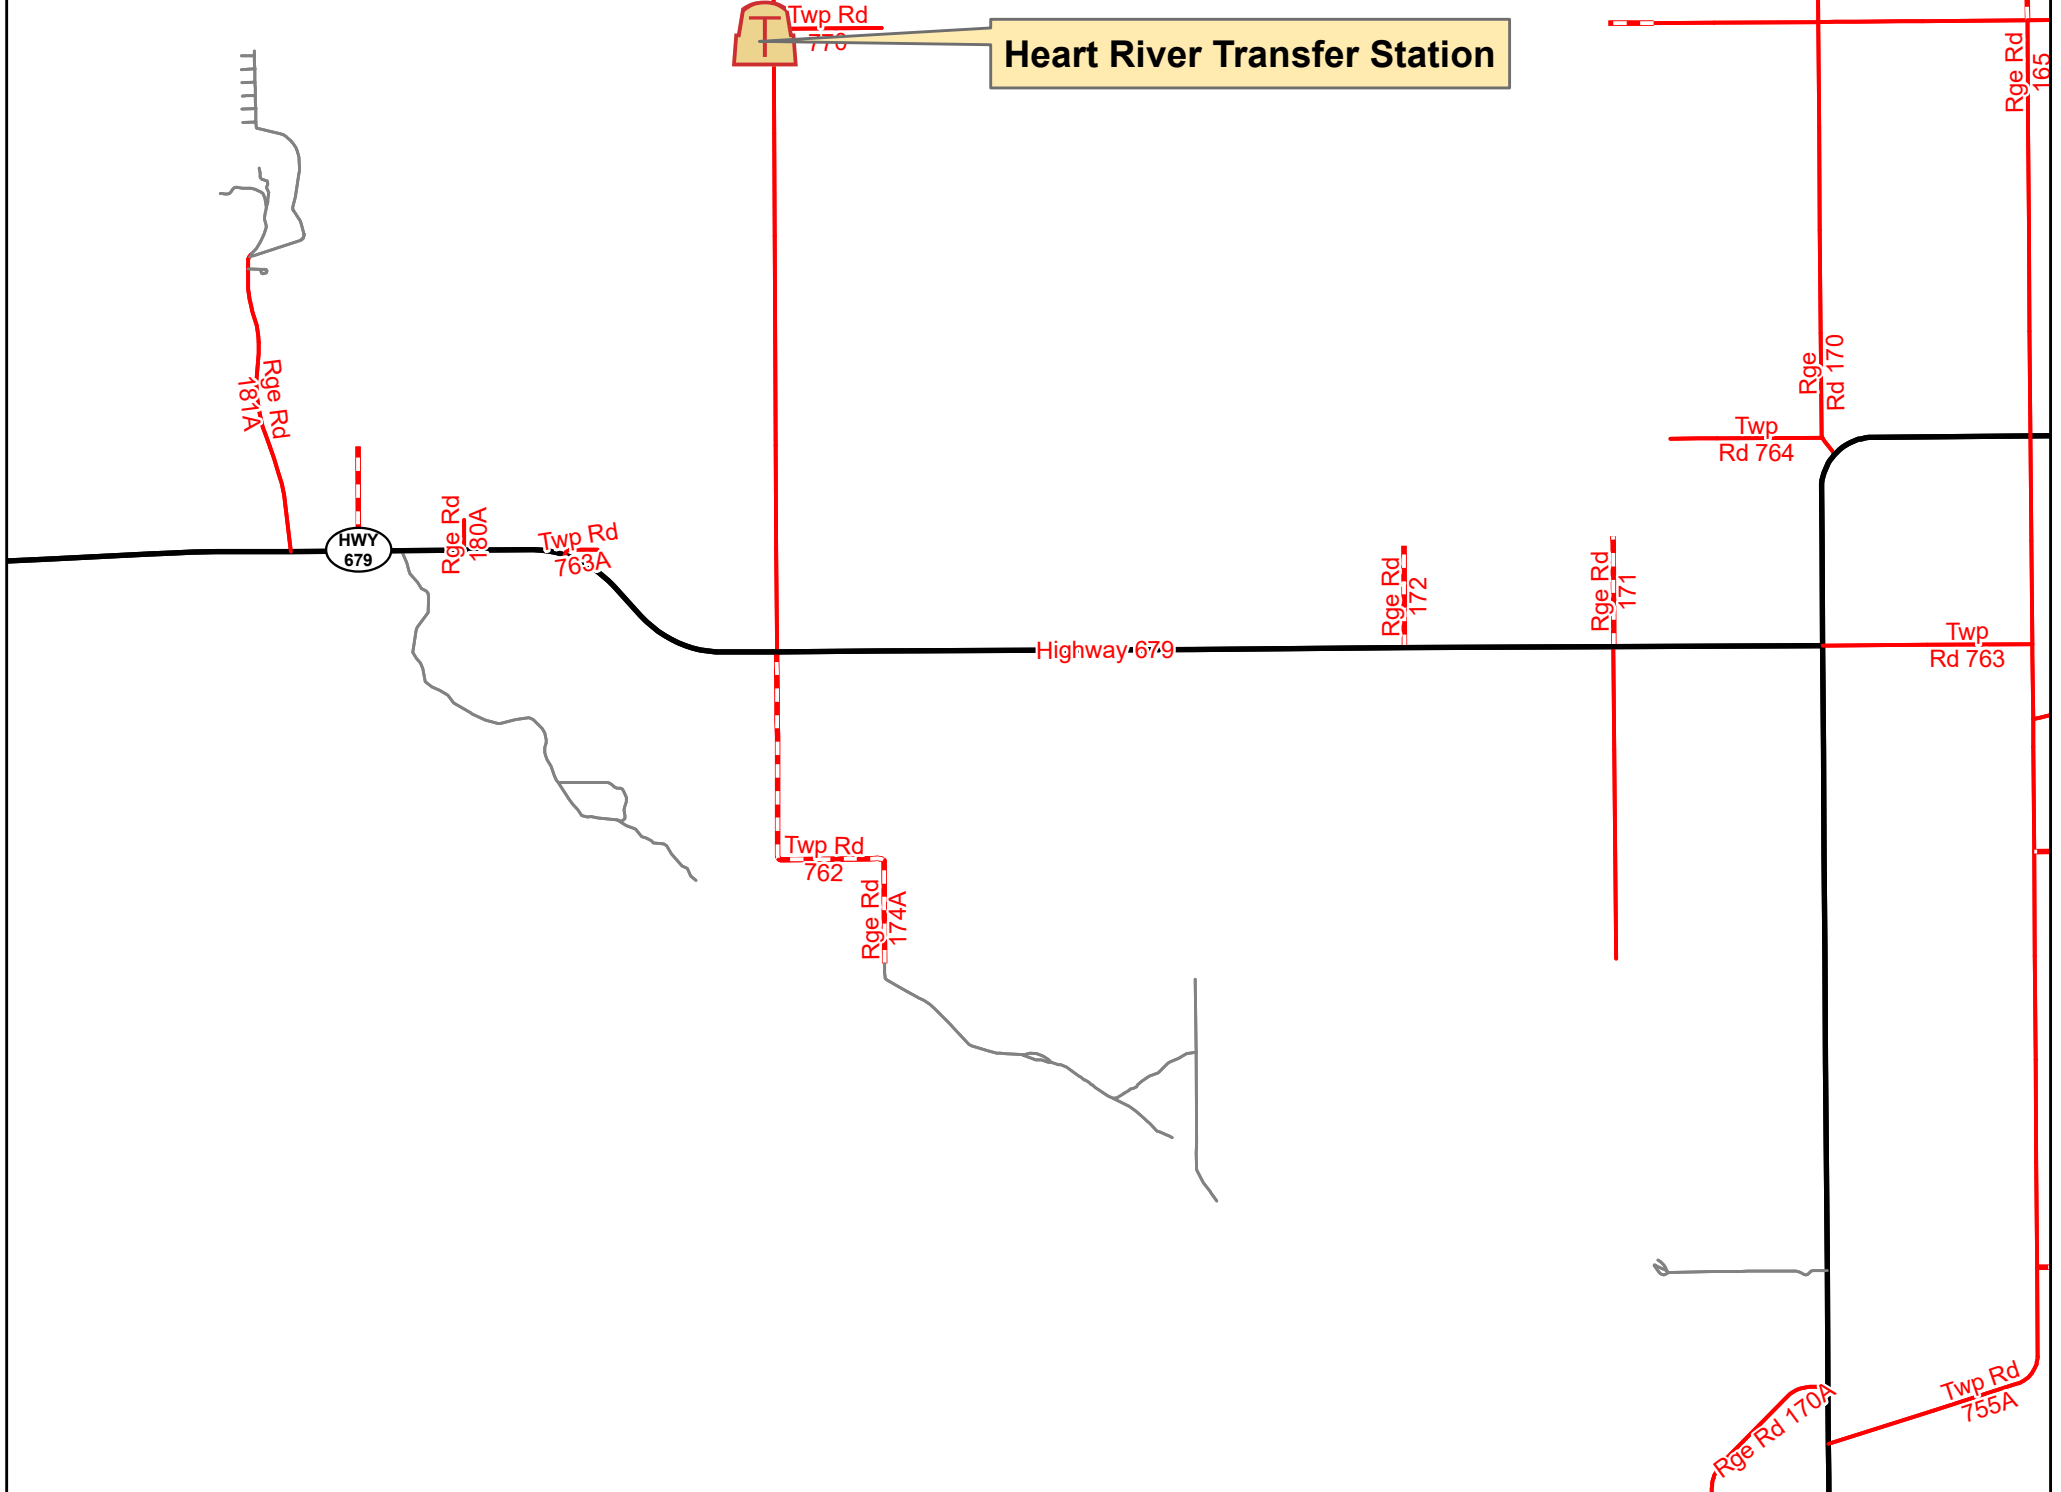 Twp Rd
770
Heart River Transfer Station
T
Rge Rd
165
Rge Rd
181A
Rge
Rd 170
Twp
Rd 764
HWY
679
Rge Rd
180A
Twp Rd
763A
Rge Rd
172
Rge Rd
171
Highway 679
Twp
Rd 763
Twp Rd
762
Rge Rd
174A
Twp Rd
755A
Rge Rd 170A